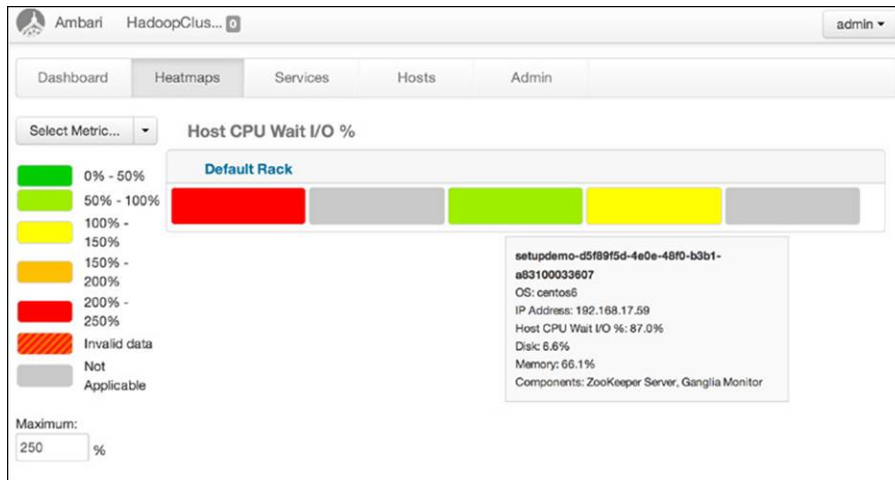 Ambari HadoopClus... 0 admin
Dashboard Heatmaps Services Hosts Admin
Select Metric... Host CPU Wait I/O %
Default Rack
0% - 50%
50% - 100%
100% -
150%
150% -
200%
200% -
250%
Invalid data
Not
Applicable
setupdemo-d5f89f5d-4e0e-48f0-b3b1-
a83100033607
OS: centos6
IP Address: 192.168.17.59
Host CPU Wait I/O %: 87.0%
Disk: 6.6%
Memory: 66.1%
Components: ZooKeeper Server, Ganglia Monitor
Maximum:
250 %